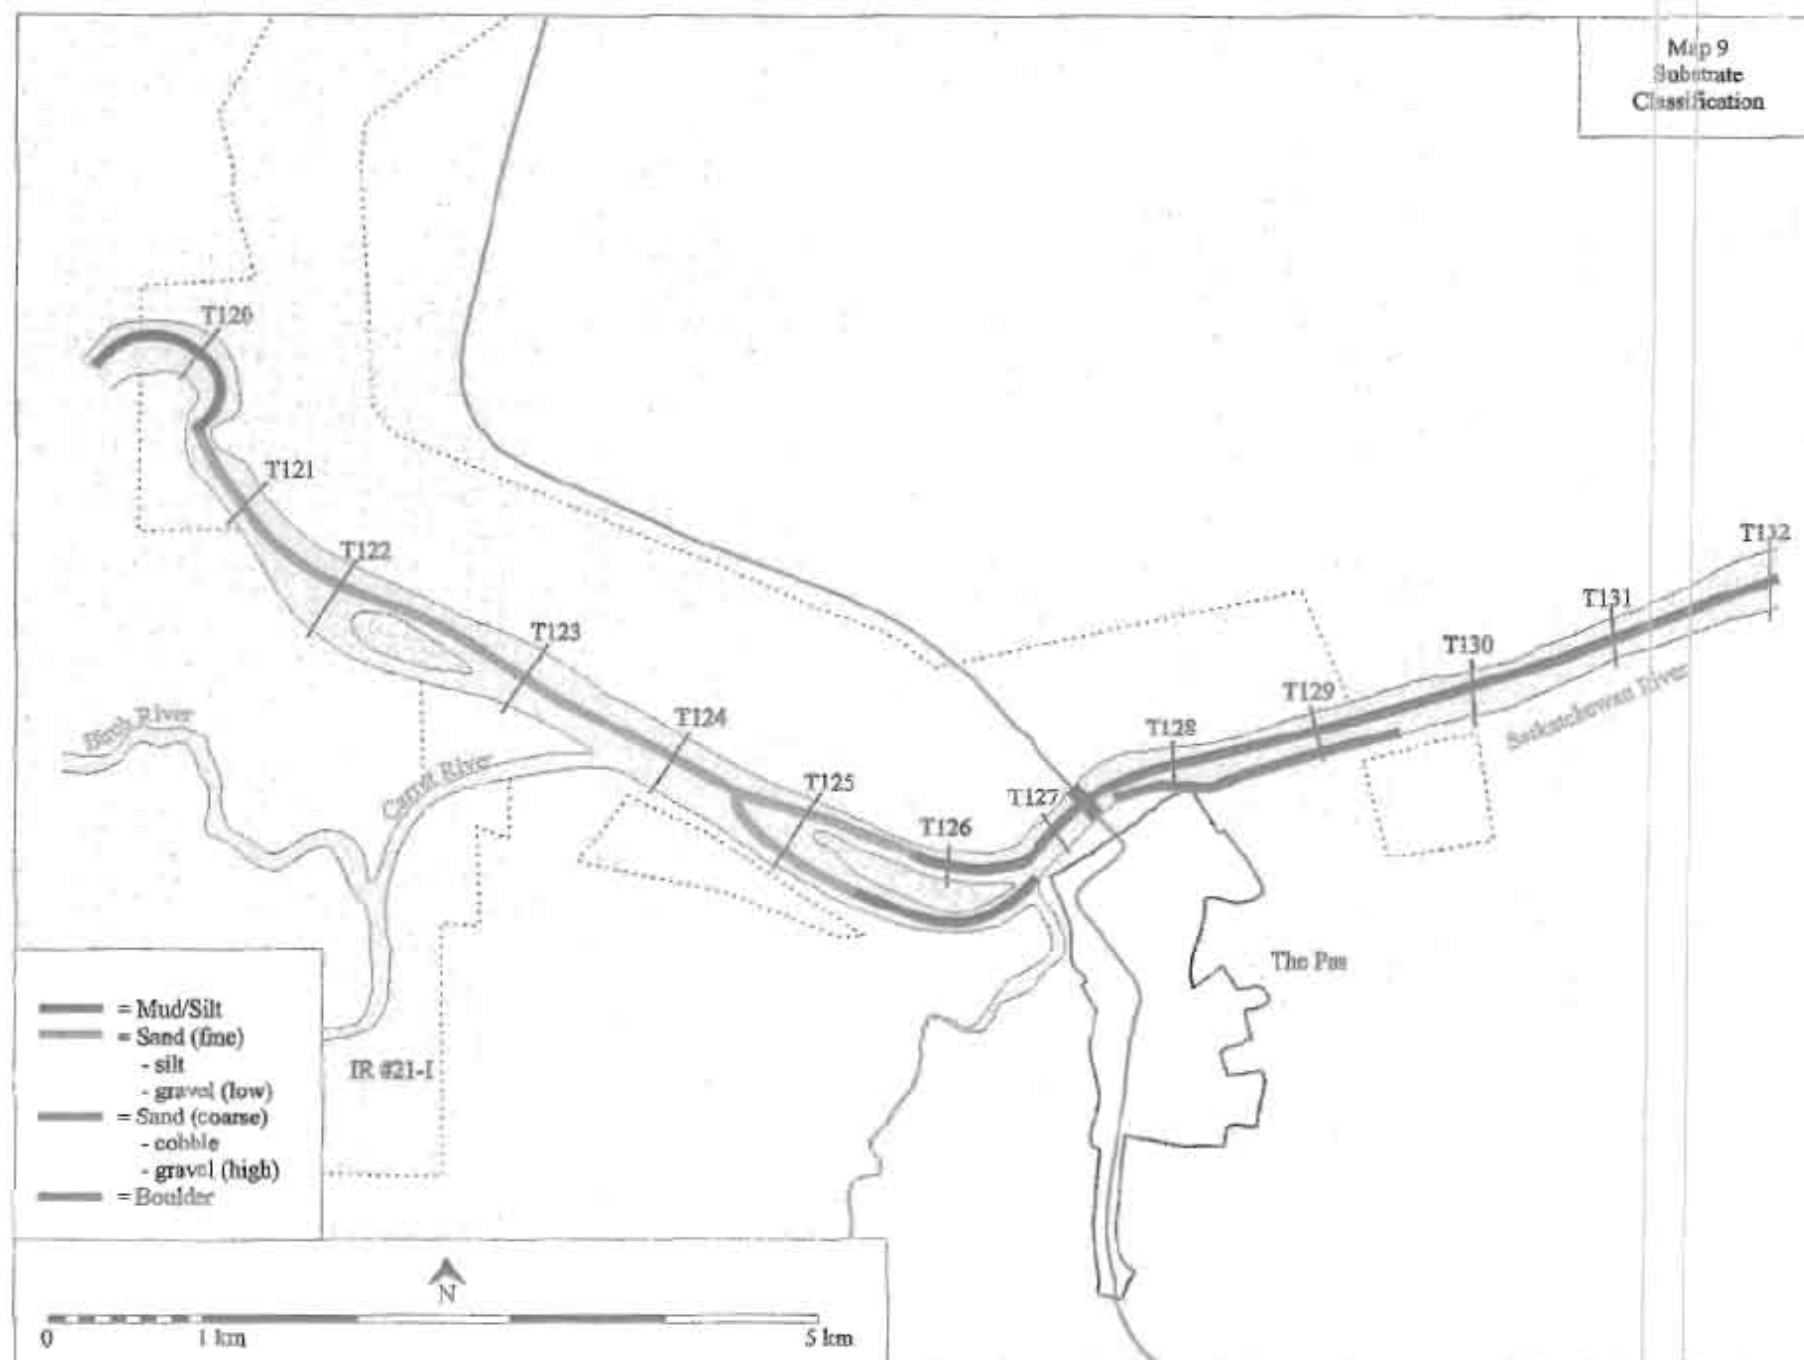 Map 9
Substrate
Classification
T120
T121
T122
T132
T131
T123
T130
T129
T124
T128
Birch River
Saskatchewan River
Carrot River
T125
T127
T126
The Pas
= Mud/Silt
= Sand (fine)
- silt
- gravel (low)
= Sand (coarse)
- cobble
- gravel (high)
= Boulder
IR #21-I
N
0
1 km
5 km